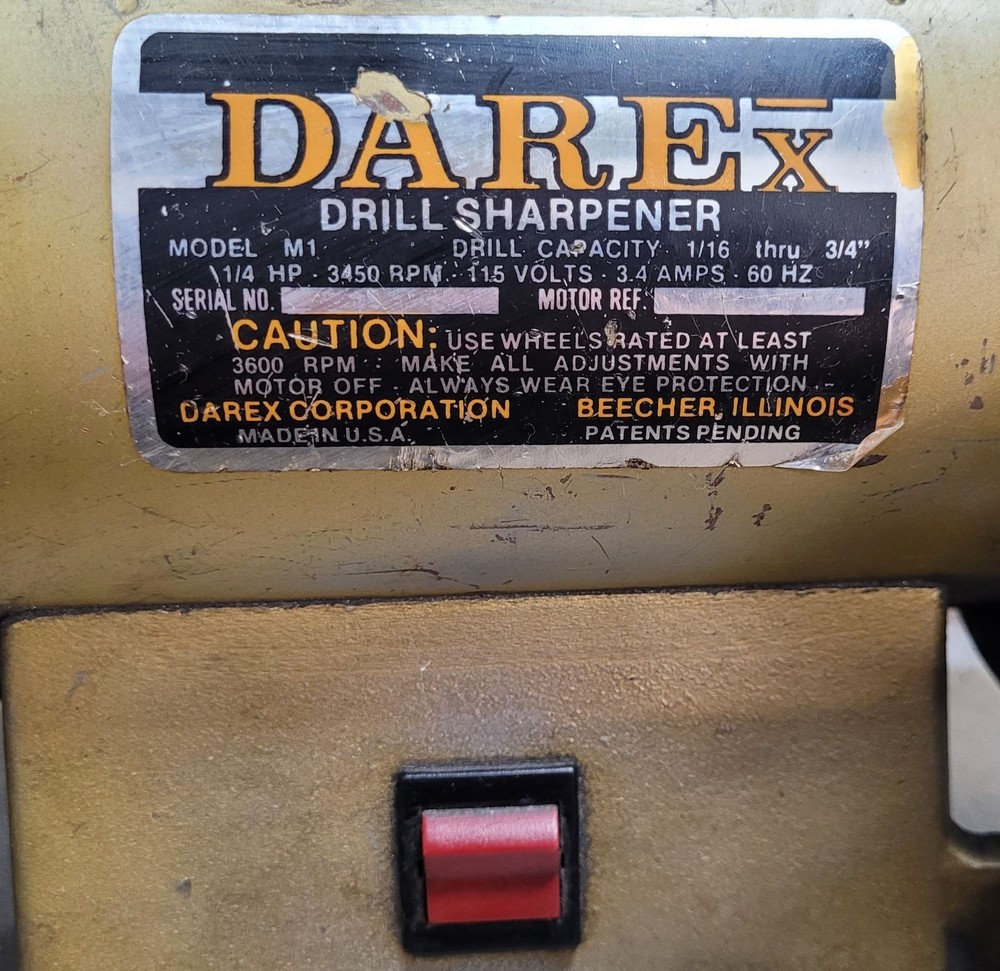 DAREx
DRILL SHARPENER
MODEL M1 DRILL CAPACITY 1/16 thru 3/4"
1/4 HP - 3450 RPM - 115 VOLTS - 3.4 AMPS - 60 HZ
SERIAL NO. MOTOR REF.
CAUTION: USE WHEELS RATED AT LEAST
3600 RPM - MAKE ALL ADJUSTMENTS WITH
MOTOR OFF - ALWAYS WEAR EYE PROTECTION -
DAREX CORPORATION BEECHER, ILLINOIS
MADE IN U.S.A. PATENTS PENDING